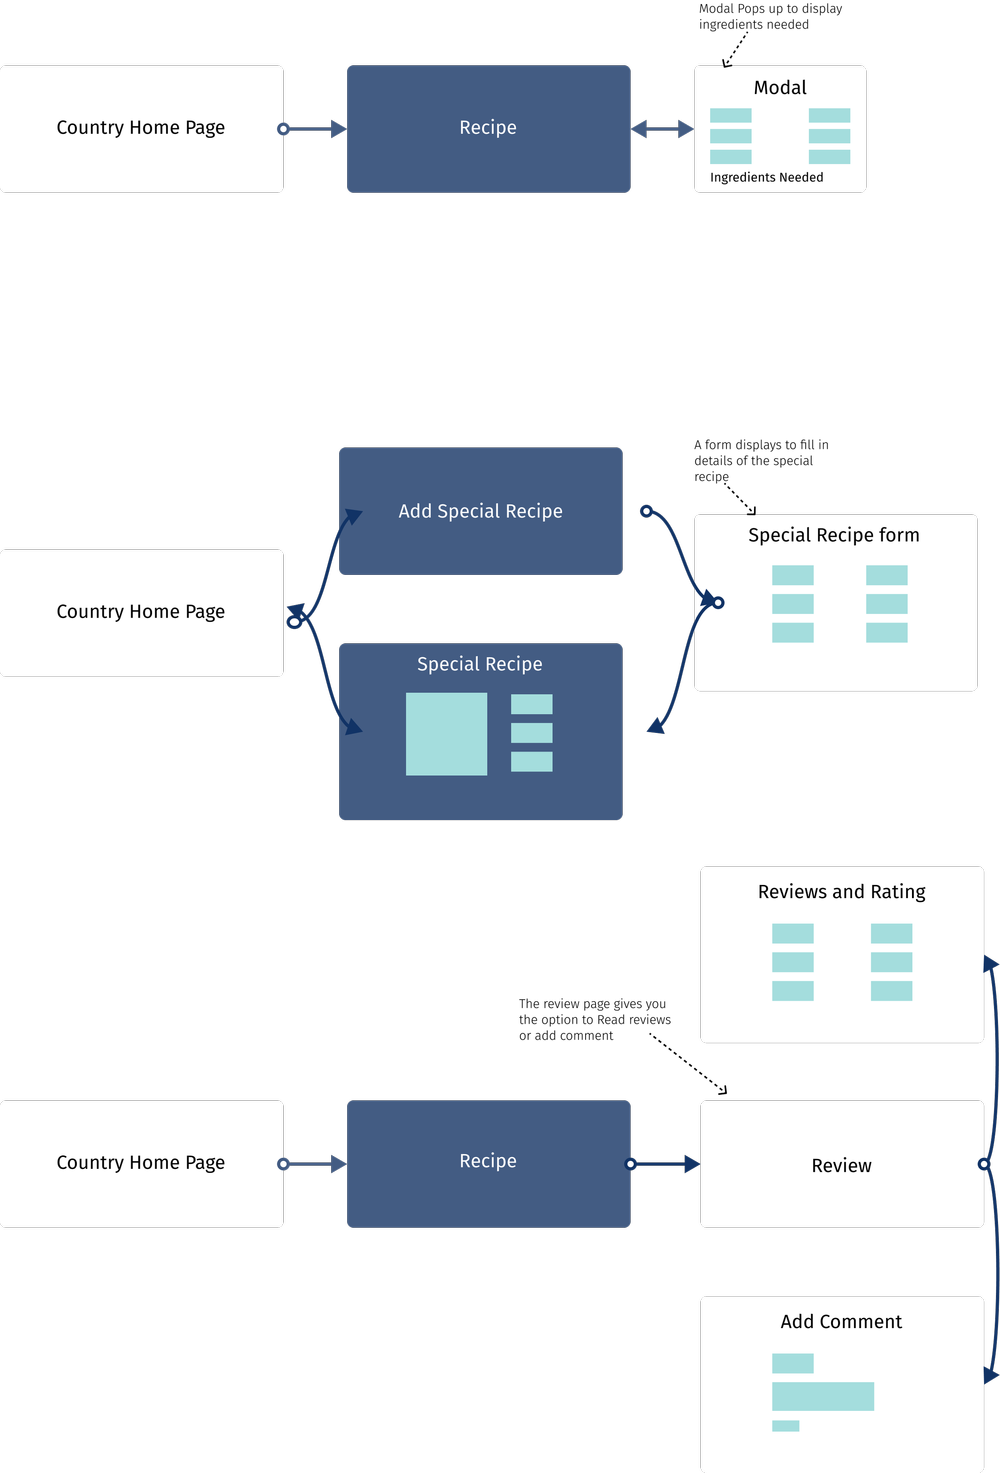 Modal Pops up to display
ingredients needed
Country Home Page
Recipe
Modal
Ingredients Needed
A form displays to fill in
details of the special
recipe
Add Special Recipe
Special Recipe form
Country Home Page
Special Recipe
Reviews and Rating
The review page gives you
the option to Read reviews
or add comment
Country Home Page
Recipe
Review
Add Comment